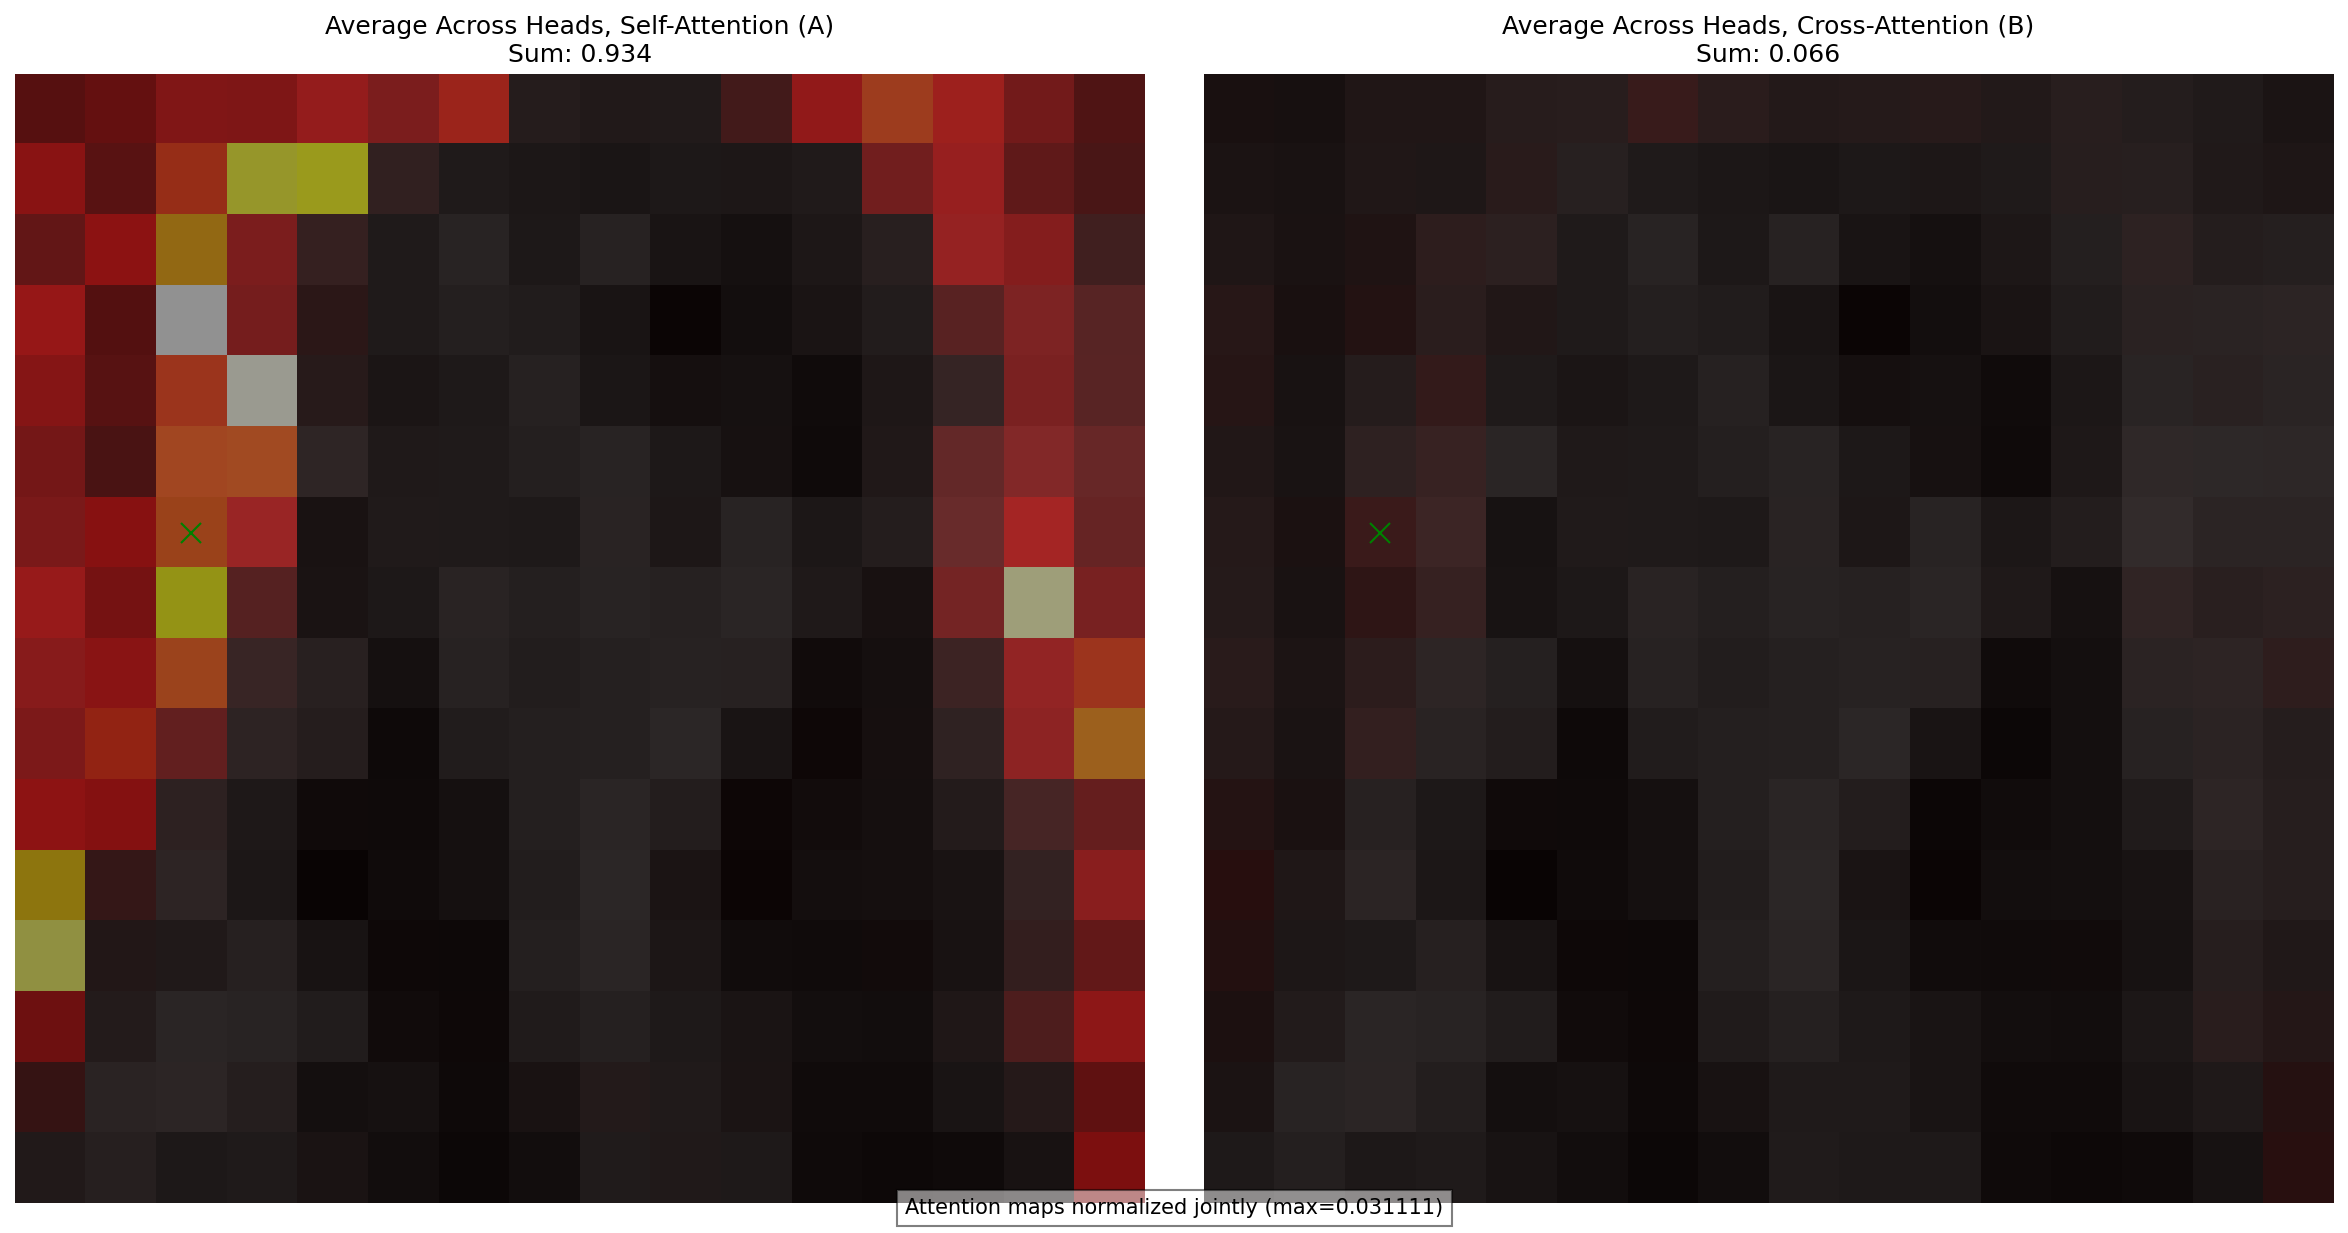 Average Across Heads, Self-Attention (A)
Sum: 0.934
Average Across Heads, Cross-Attention (B)
Sum: 0.066
Attention maps normalized jointly (max=0.031111)